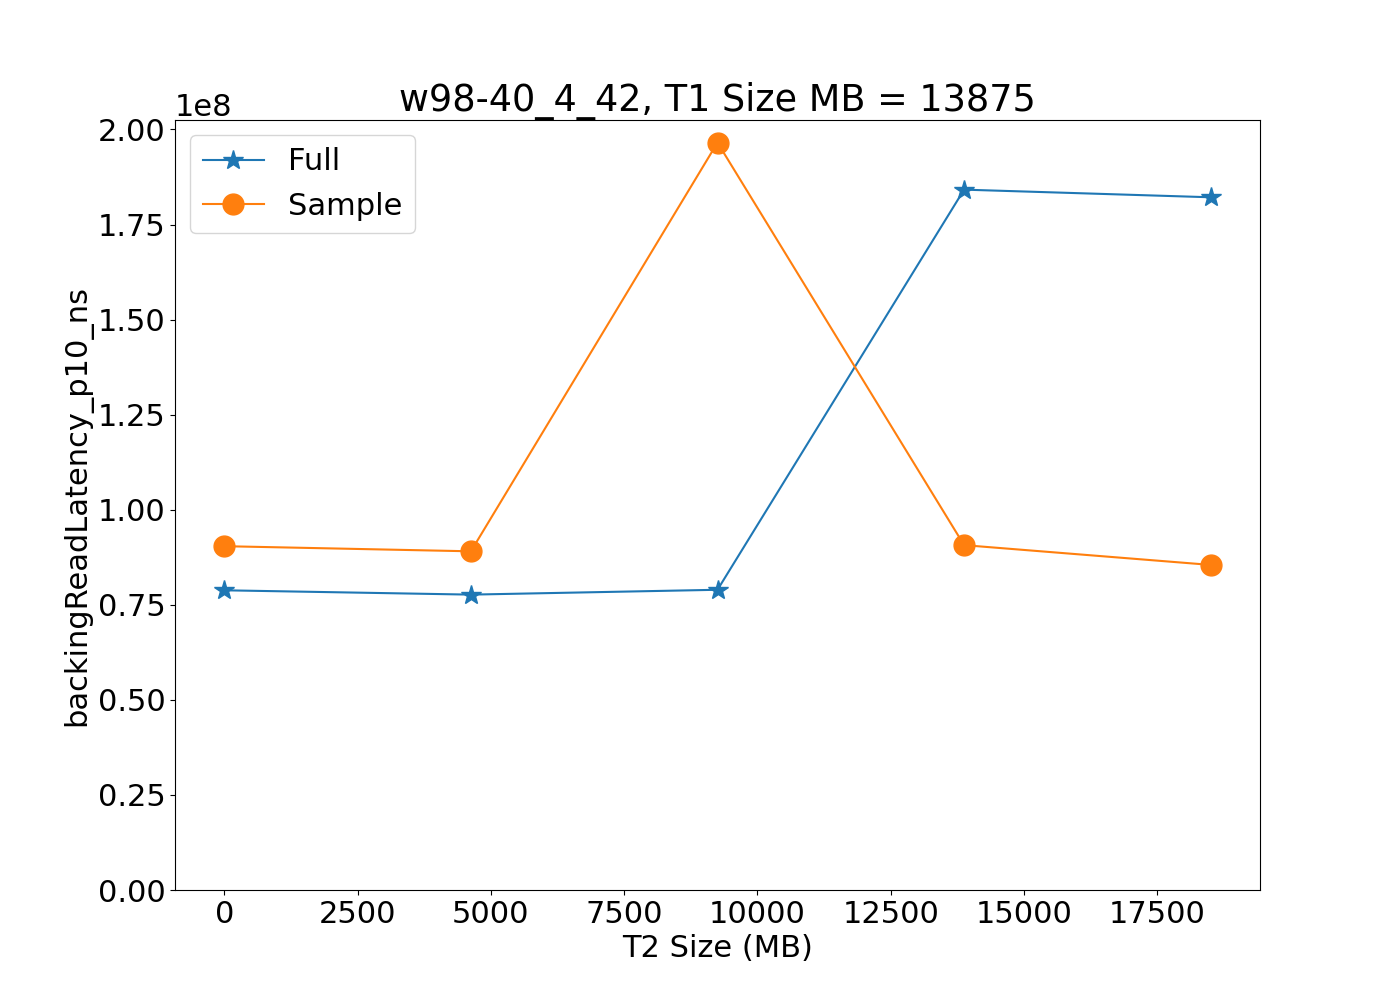 w98-40_4_42, T1 Size MB = 13875
1e8
2.00
1.75
1.50
1.25
1.00
0.75
0.50
0.25
0.00
backingReadLatency_p10_ns
Full
Sample
0 2500 5000 7500 10000 12500 15000 17500
T2 Size (MB)